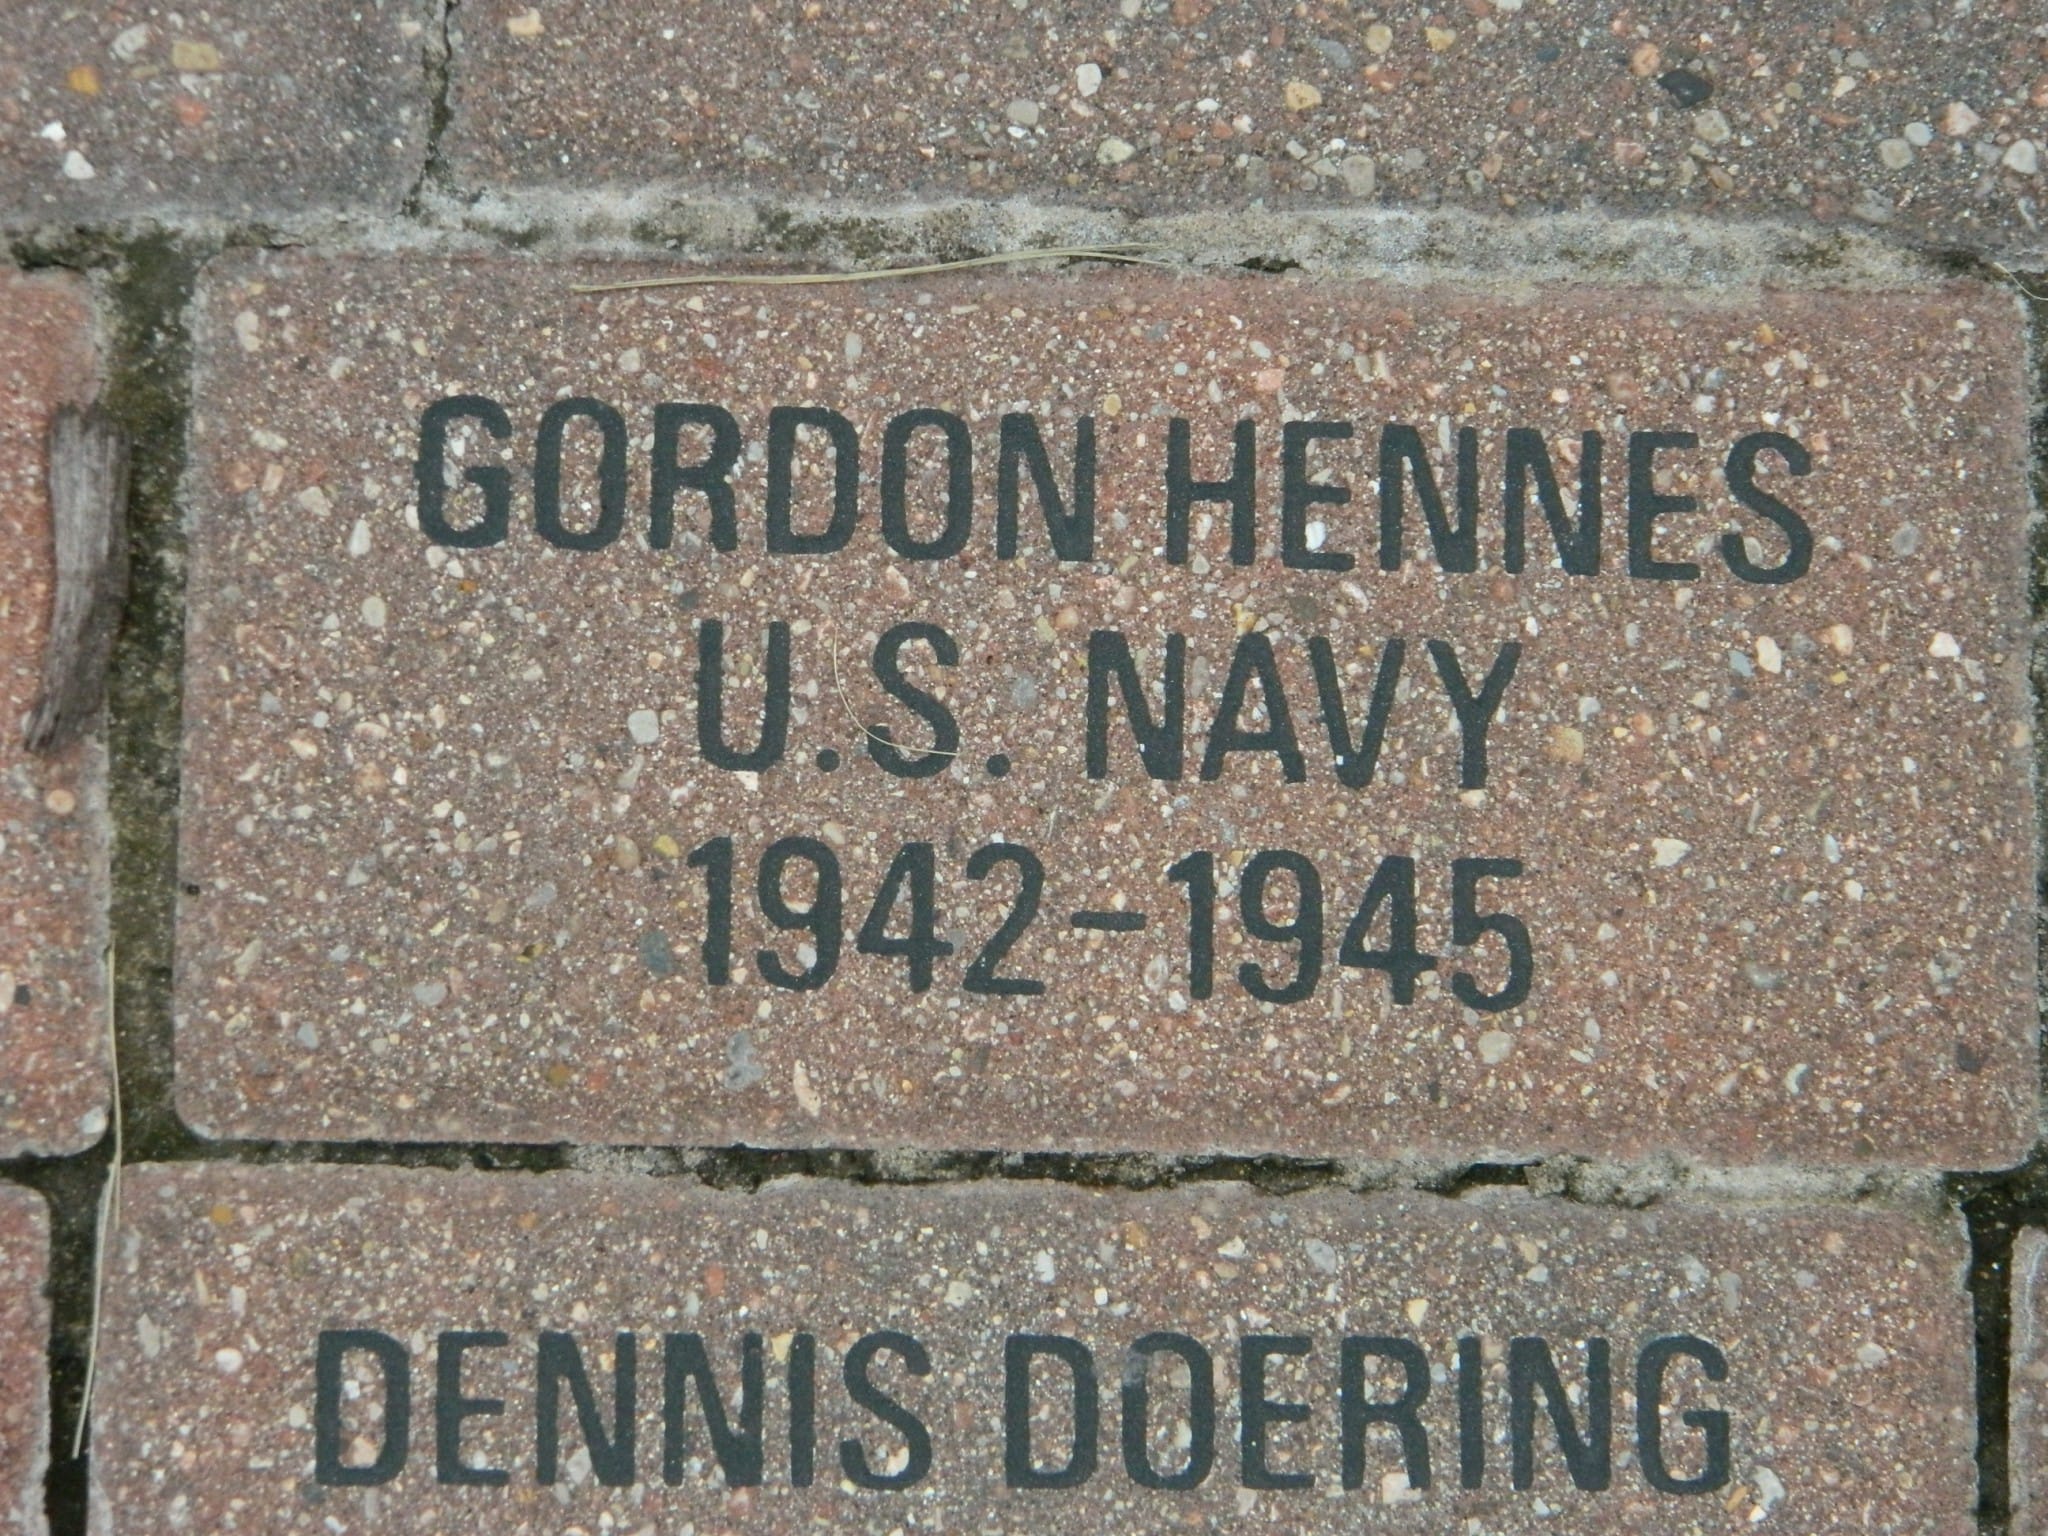 GORDON HENNES
U.S. NAVY
1942-1945
DENNIS DOERING